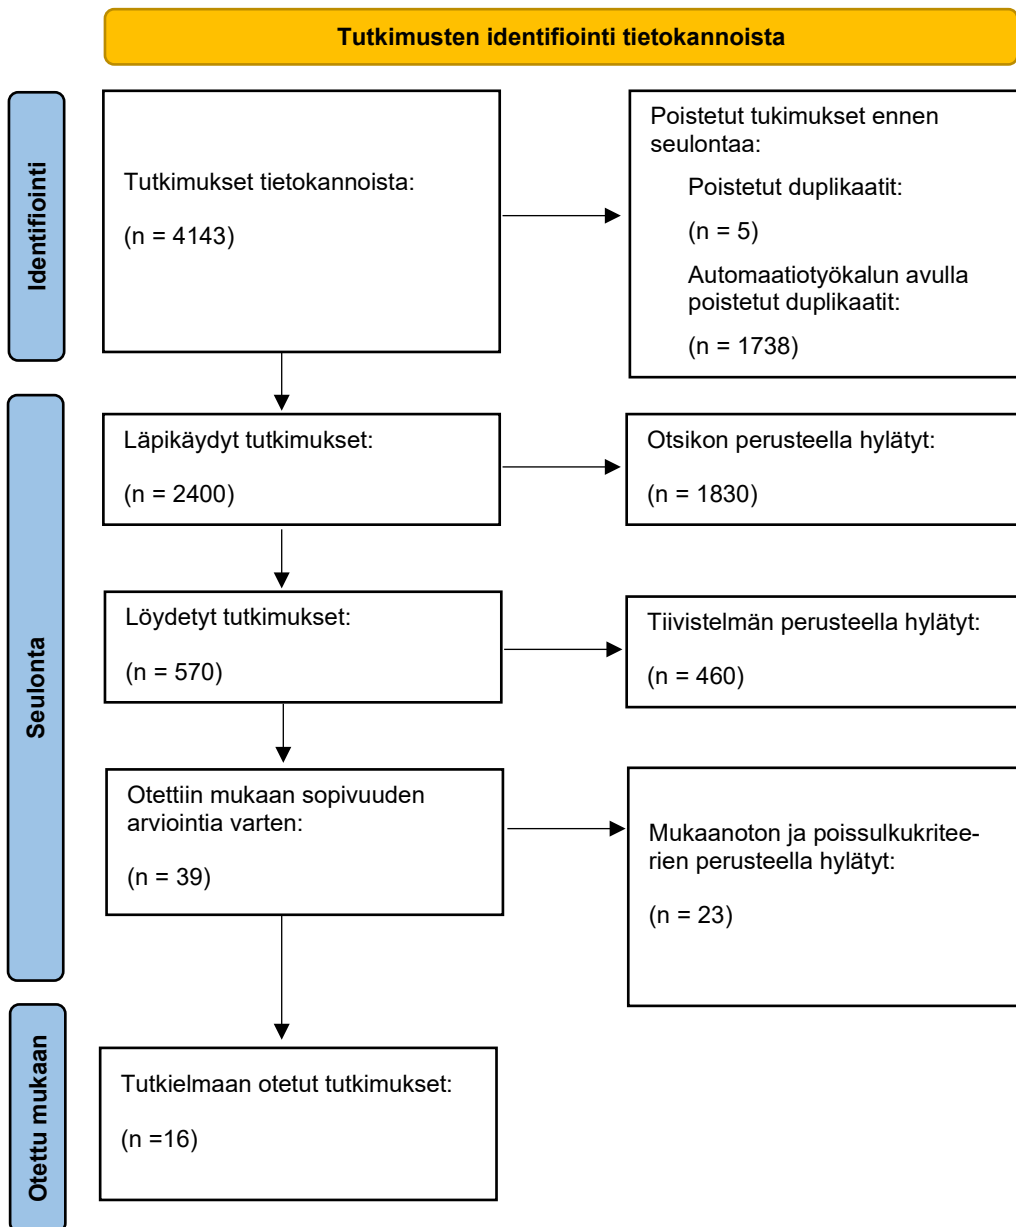 Tutkimusten identifiointi tietokannoista
Identifiointi
Tutkimukset tietokannoista:
(n = 4143)
Poistetut tukimukset ennen
seulontaa:
Poistetut duplikaatit:
(n = 5)
Automaatiotyökalun avulla
poistetut duplikaatit:
(n = 1738)
Seulonta
Läpikäydyt tutkimukset:
(n = 2400)
Otsikon perusteella hylätyt:
(n = 1830)
Löydetyt tutkimukset:
(n = 570)
Tiivistelmän perusteella hylätyt:
(n = 460)
Otettiin mukaan sopivuuden
arviointia varten:
(n = 39)
Mukaanoton ja poissulkukritee-
rien perusteella hylätyt:
(n = 23)
Otettu mukaan
Tutkielmaan otetut tutkimukset:
(n =16)